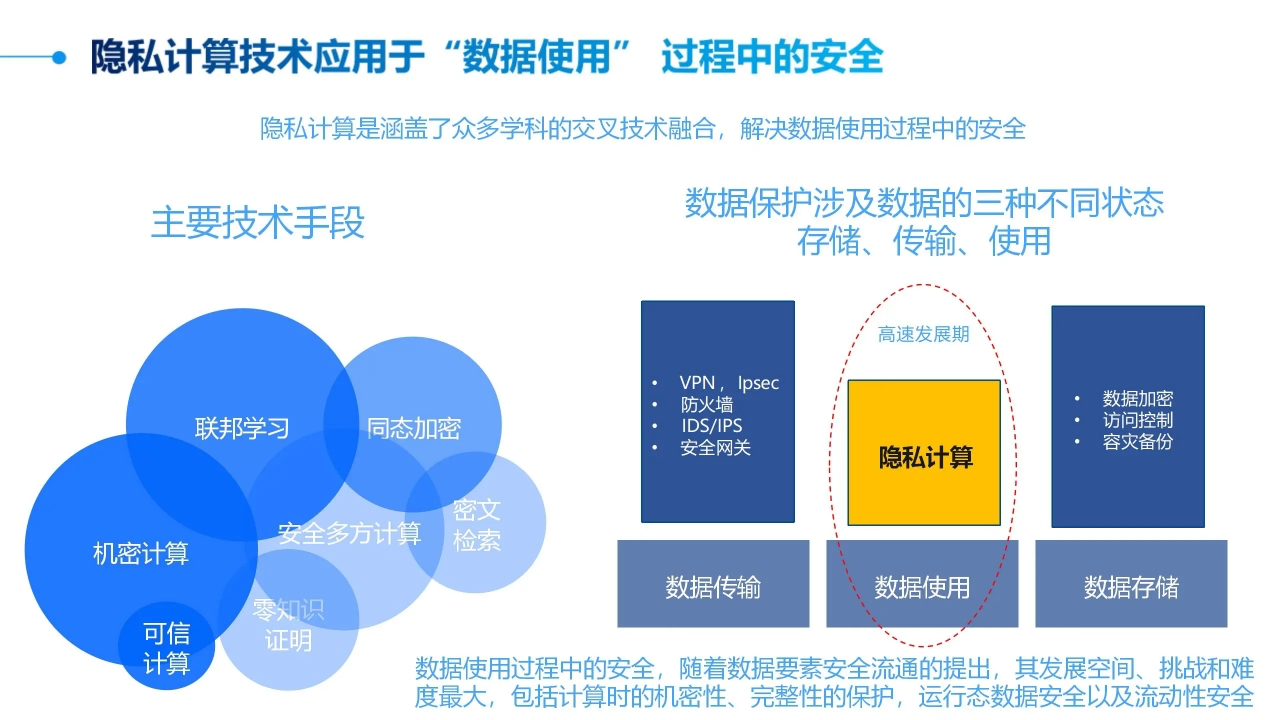 隐私计算技术应用于“数据使用” 过程中的安全
隐私计算是涵盖了众多学科的交叉技术融合，解决数据使用过程中的安全
主要技术手段
联邦学习
同态加密
机密计算
安全多方计算
密文
检索
零知识
证明
可信
计算
数据保护涉及数据的三种不同状态
存储、传输、使用
• VPN ，Ipsec
• 防火墙
• IDS/IPS
• 安全网关
数据传输
高速发展期
隐私计算
数据使用
• 数据加密
• 访问控制
• 容灾备份
数据存储
数据使用过程中的安全，随着数据要素安全流通的提出，其发展空间、挑战和难
度最大，包括计算时的机密性、完整性的保护，运行态数据安全以及流动性安全